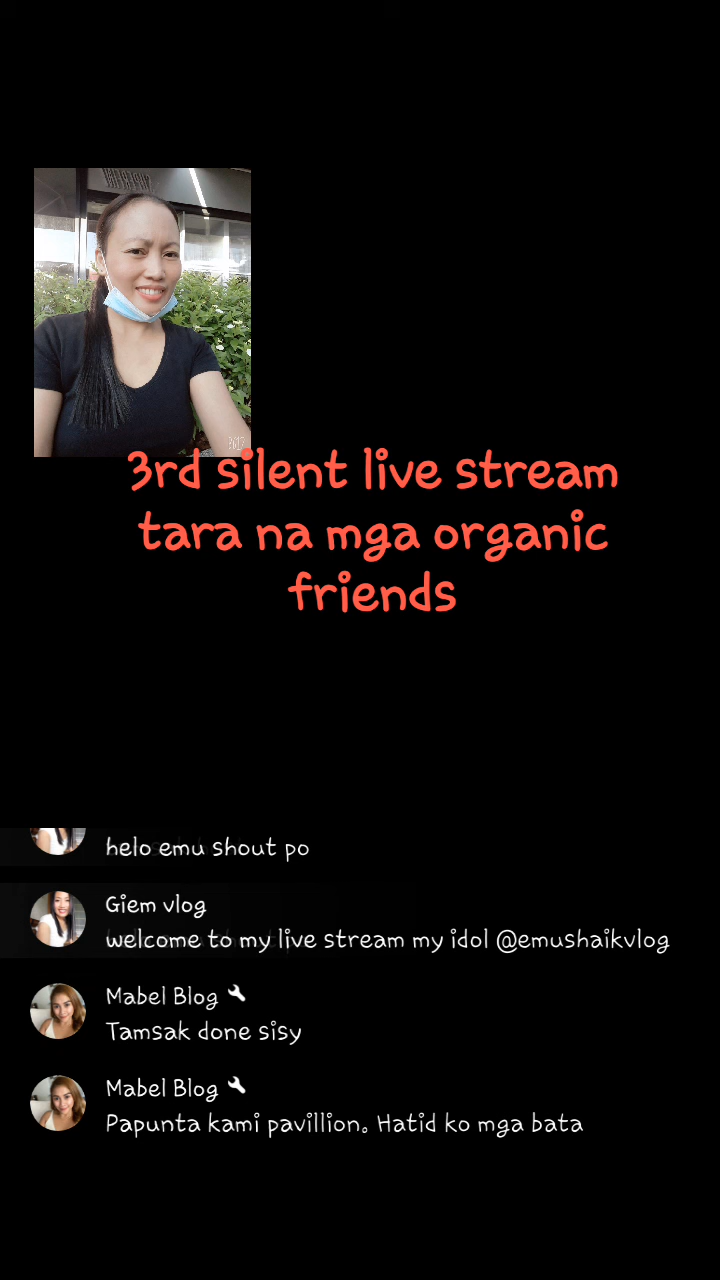 3rd silent live stream
tara na mga organic
friends
helo emu shout po
Giem vlog
welcome to my live stream my idol @emushaikvlog
Mabel Blog
Tamsak done sisy
Mabel Blog
Papunta kami pavillion. Hatid ko mga bata